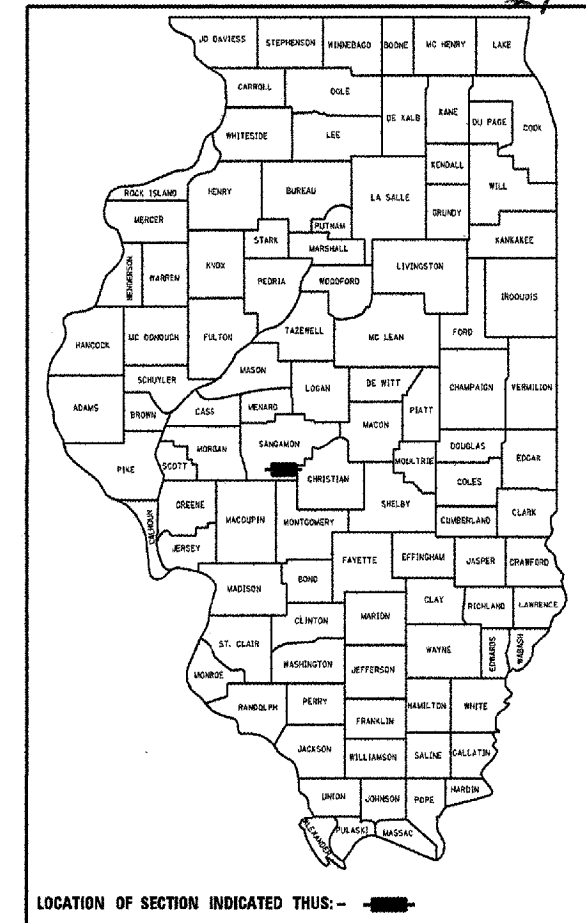 JO DAVIESS STEPHENSON WINNEBAGO BOONE MC HENRY LAKE
CARROLL OGLE DE KALB KANE DU PAGE COOK
WHITESIDE LEE KENDALL WILL
ROCK ISLAND HENRY BUREAU LA SALLE GRUNDY
MERCER PUTNAM
STARK MARSHALL KANKAKEE
HENDERSON WARREN KNOX PEORIA WOODFORD LIVINGSTON IROQUOIS
HANCOCK MC DONOUGH FULTON TAZEWELL MC LEAN FORD
SCHUYLER MASON LOGAN DE WITT CHAMPAIGN VERMILION
ADAMS BROWN CASS MENARD MACON PIATT
PIKE SCOTT MORGAN SANGAMON CHRISTIAN MOULTRIE DOUGLAS EDGAR
COLES
CALHOUN GREENE MACOUPIN MONTGOMERY SHELBY CUMBERLAND CLARK
JERSEY FAYETTE EFFINGHAM JASPER CRAWFORD
MADISON BOND CLAY RICHLAND LAWRENCE
CLINTON MARION
ST. CLAIR WASHINGTON JEFFERSON WAYNE EDWARDS WABASH
MONROE
RANDOLPH PERRY FRANKLIN HAMILTON WHITE
JACKSON WILLIAMSON SALINE GALLATIN
UNION JOHNSON POPE HARDIN
ALEXANDER PULASKI MASSAC
LOCATION OF SECTION INDICATED THUS:-